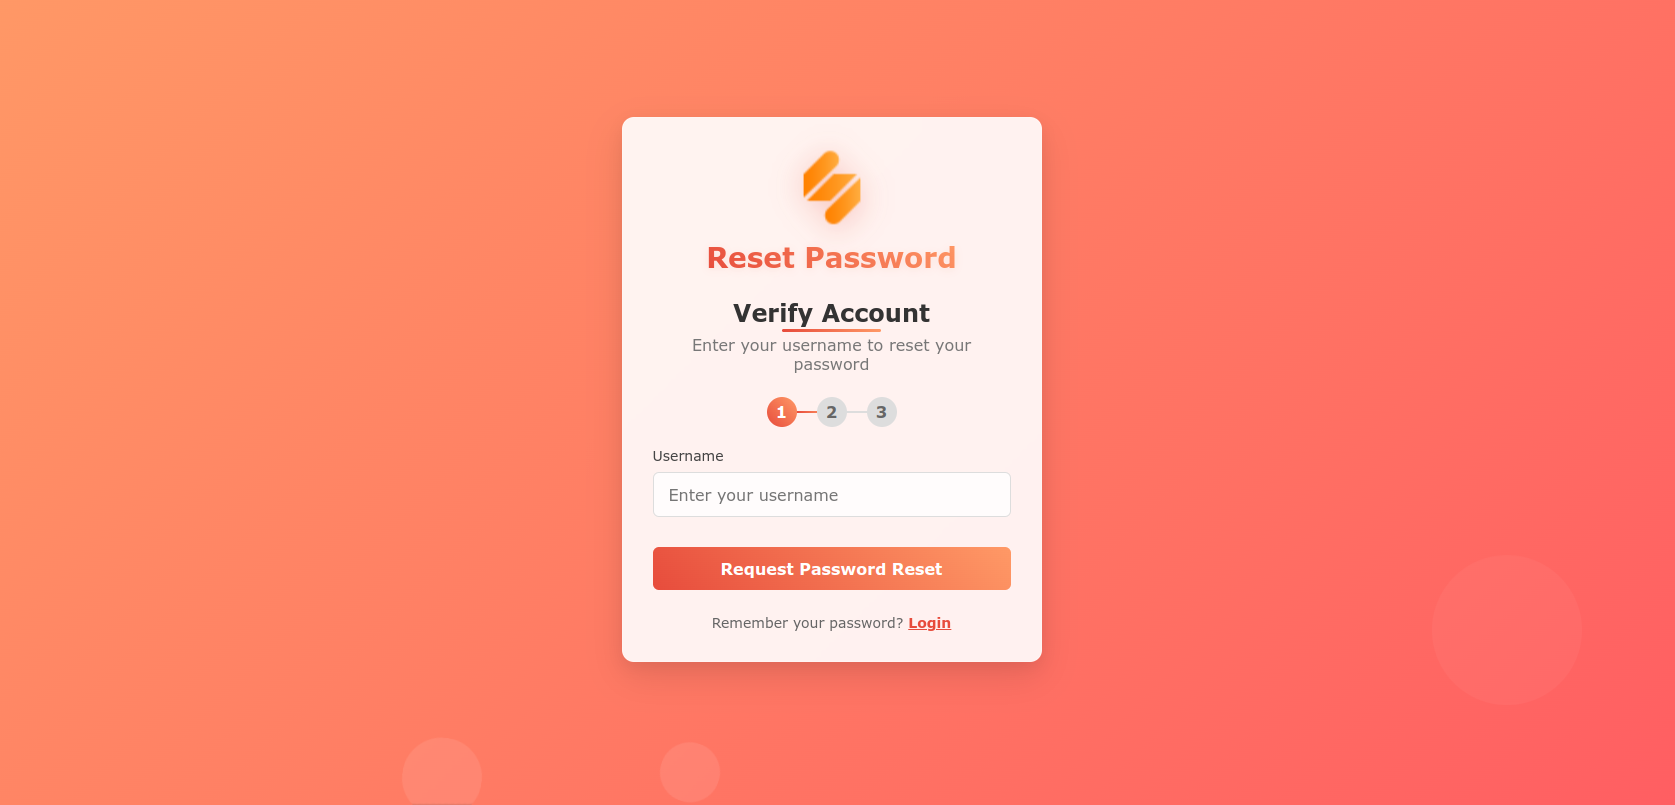 Reset Password
Verify Account
Enter your username to reset your
password
1 2 3
Username
Enter your username
Request Password Reset
Remember your password? Login